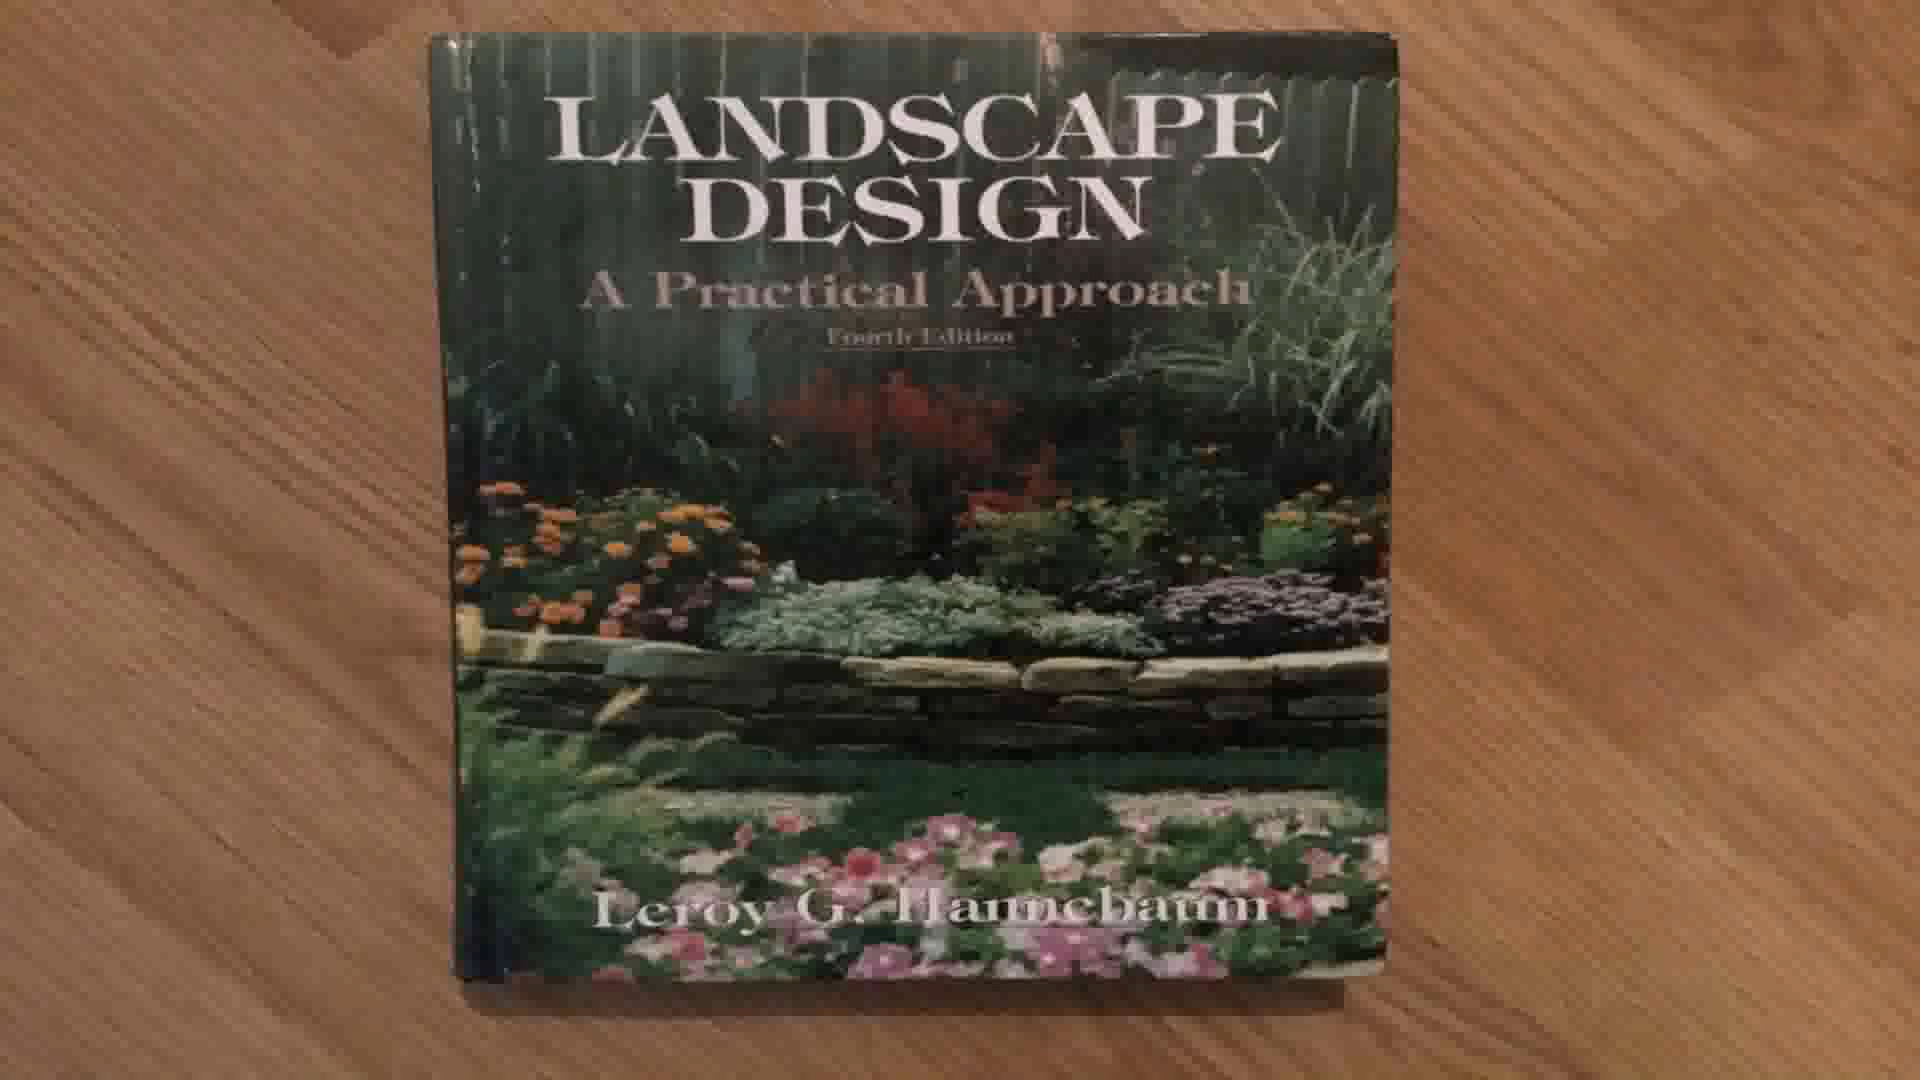 LANDSCAPE
DESIGN
A Practical Approach
Fourth Edition
Leroy G. Hannebaum